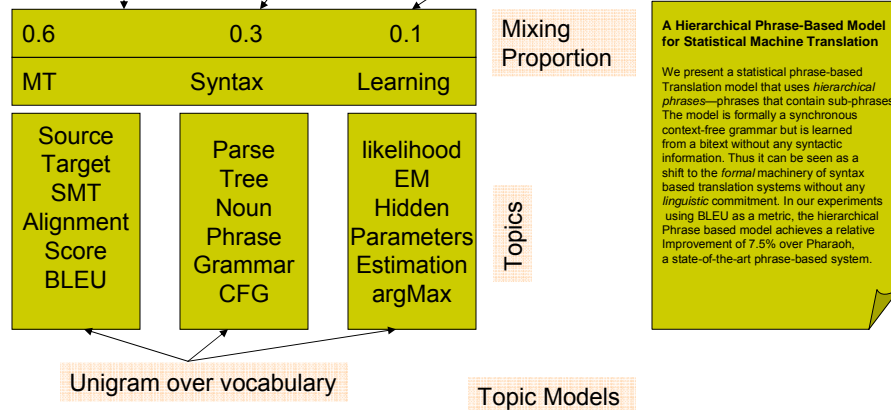 0.6 0.3 0.1
MT Syntax Learning
Mixing
Proportion
Source
Target
SMT
Alignment
Score
BLEU
Parse
Tree
Noun
Phrase
Grammar
CFG
likelihood
EM
Hidden
Parameters
Estimation
argMax
Topics
Unigram over vocabulary
Topic Models
A Hierarchical Phrase-Based Model
for Statistical Machine Translation
We present a statistical phrase-based
Translation model that uses hierarchical
phrases—phrases that contain sub-phrases
The model is formally a synchronous
context-free grammar but is learned
from a bitext without any syntactic
information. Thus it can be seen as a
shift to the formal machinery of syntax
based translation systems without any
linguistic commitment. In our experiments
using BLEU as a metric, the hierarchical
Phrase based model achieves a relative
Improvement of 7.5% over Pharaoh,
a state-of-the-art phrase-based system.